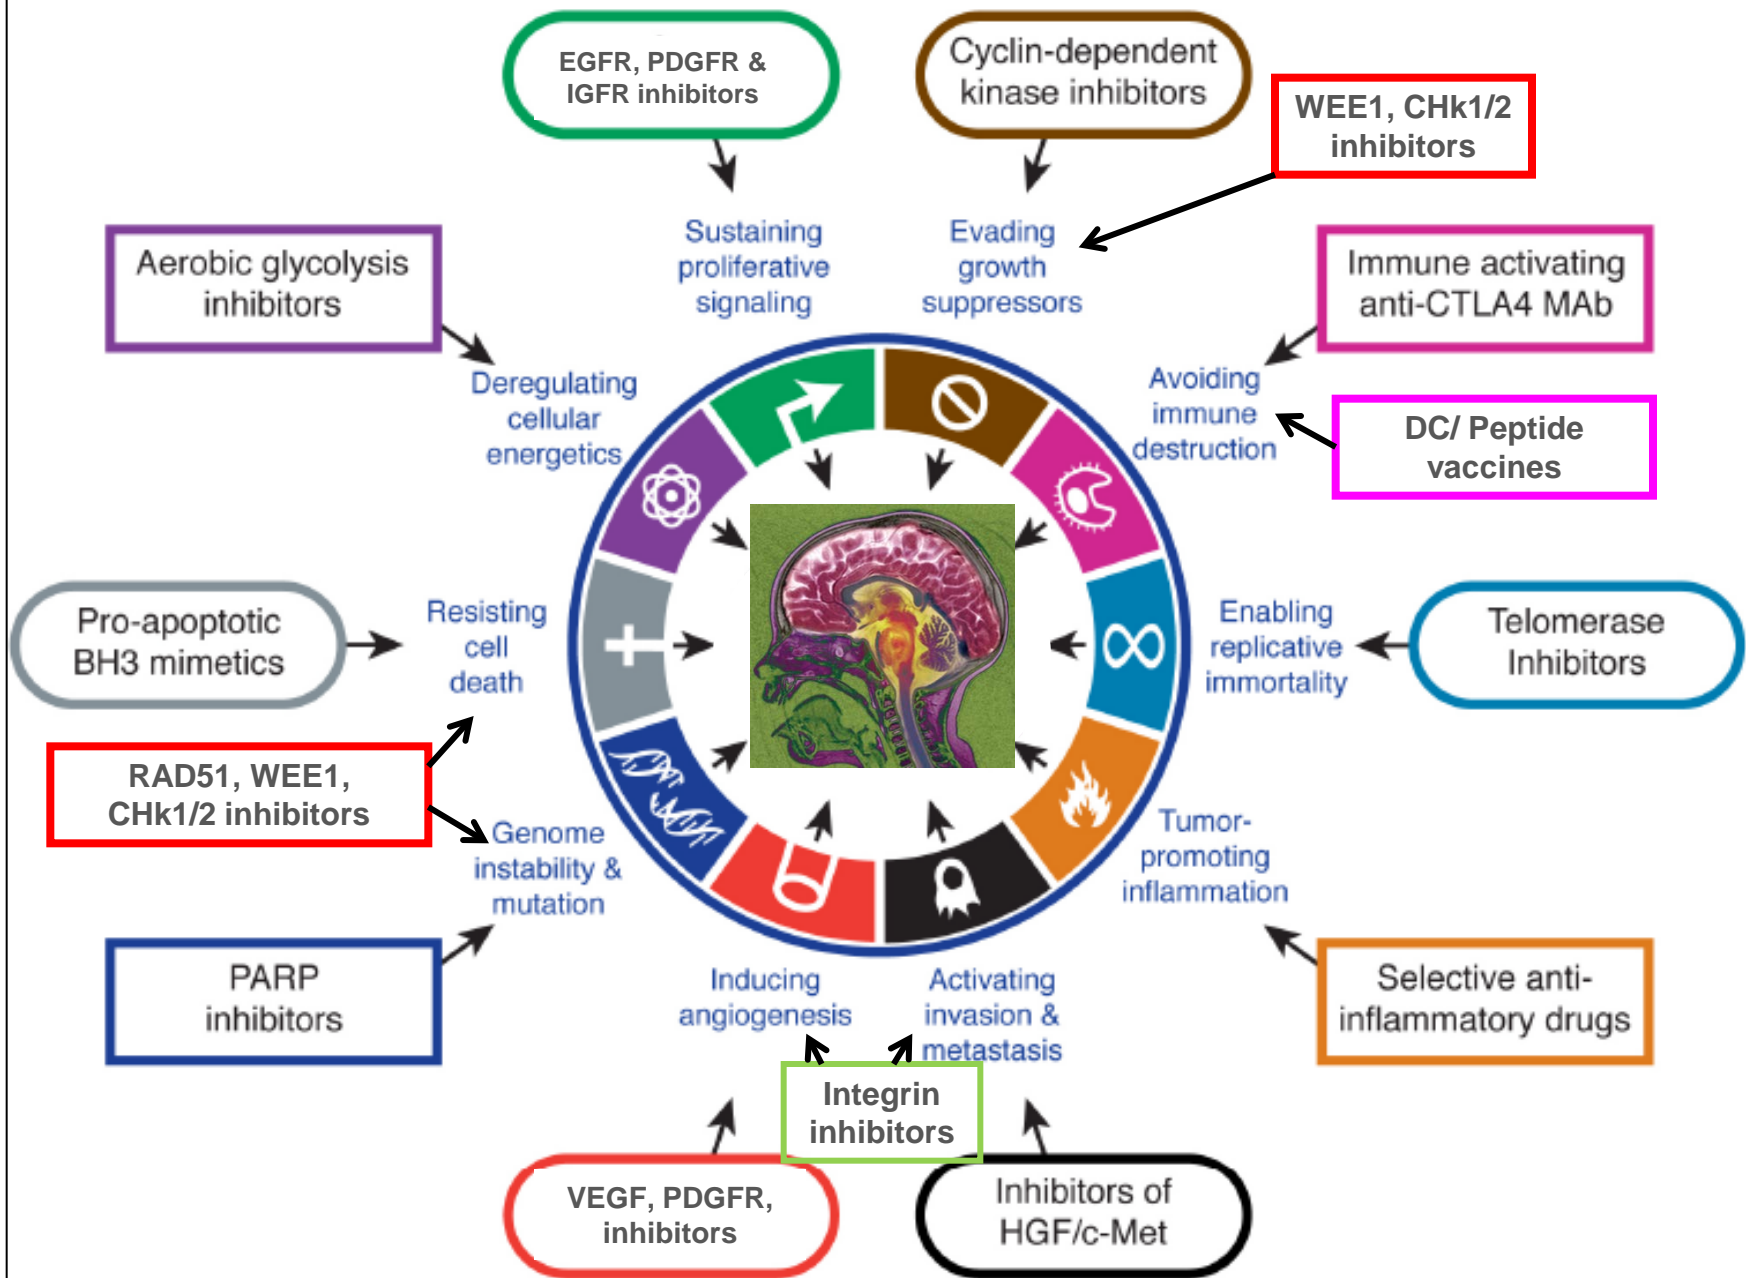 EGFR, PDGFR &
IGFR inhibitors
Cyclin-dependent
kinase inhibitors
WEE1, CHk1/2
inhibitors
Aerobic glycolysis
inhibitors
Sustaining
proliferative
signaling
Evading
growth
suppressors
Immune activating
anti-CTLA4 MAb
Deregulating
cellular
energetics
Avoiding
immune
destruction
DC/ Peptide
vaccines
Pro-apoptotic
BH3 mimetics
Resisting
cell
death
Enabling
replicative
immortality
Telomerase
Inhibitors
RAD51, WEE1,
CHk1/2 inhibitors
Genome
instability &
mutation
Tumor-
promoting
inflammation
PARP
inhibitors
Inducing
angiogenesis
Activating
invasion &
metastasis
Selective anti-
inflammatory drugs
Integrin
inhibitors
VEGF, PDGFR,
inhibitors
Inhibitors of
HGF/c-Met